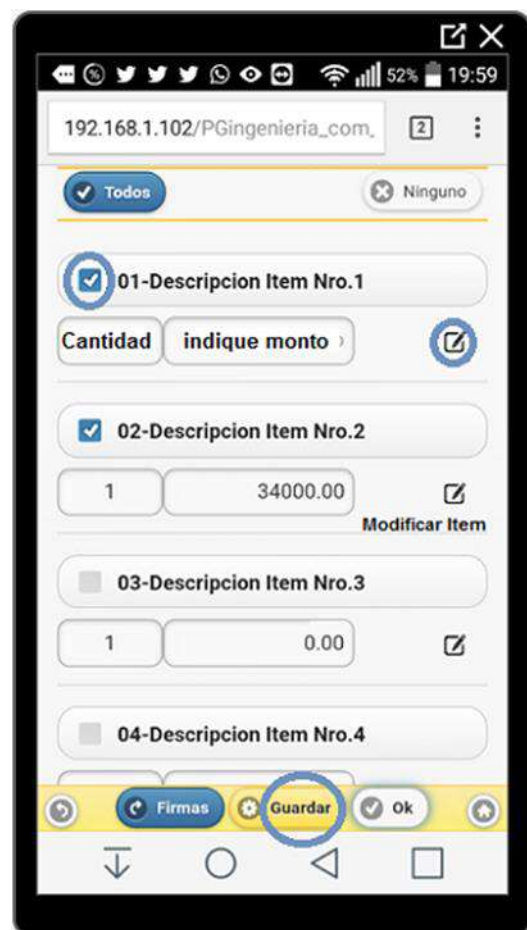 52% 19:59
192.168.1.102/PGingenieria_com_ 2
Todos Ninguno
01-Descripcion Item Nro.1
Cantidad indique monto
02-Descripcion Item Nro.2
1 34000.00
Modificar Item
03-Descripcion Item Nro.3
1 0.00
04-Descripcion Item Nro.4
Firmas Guardar Ok